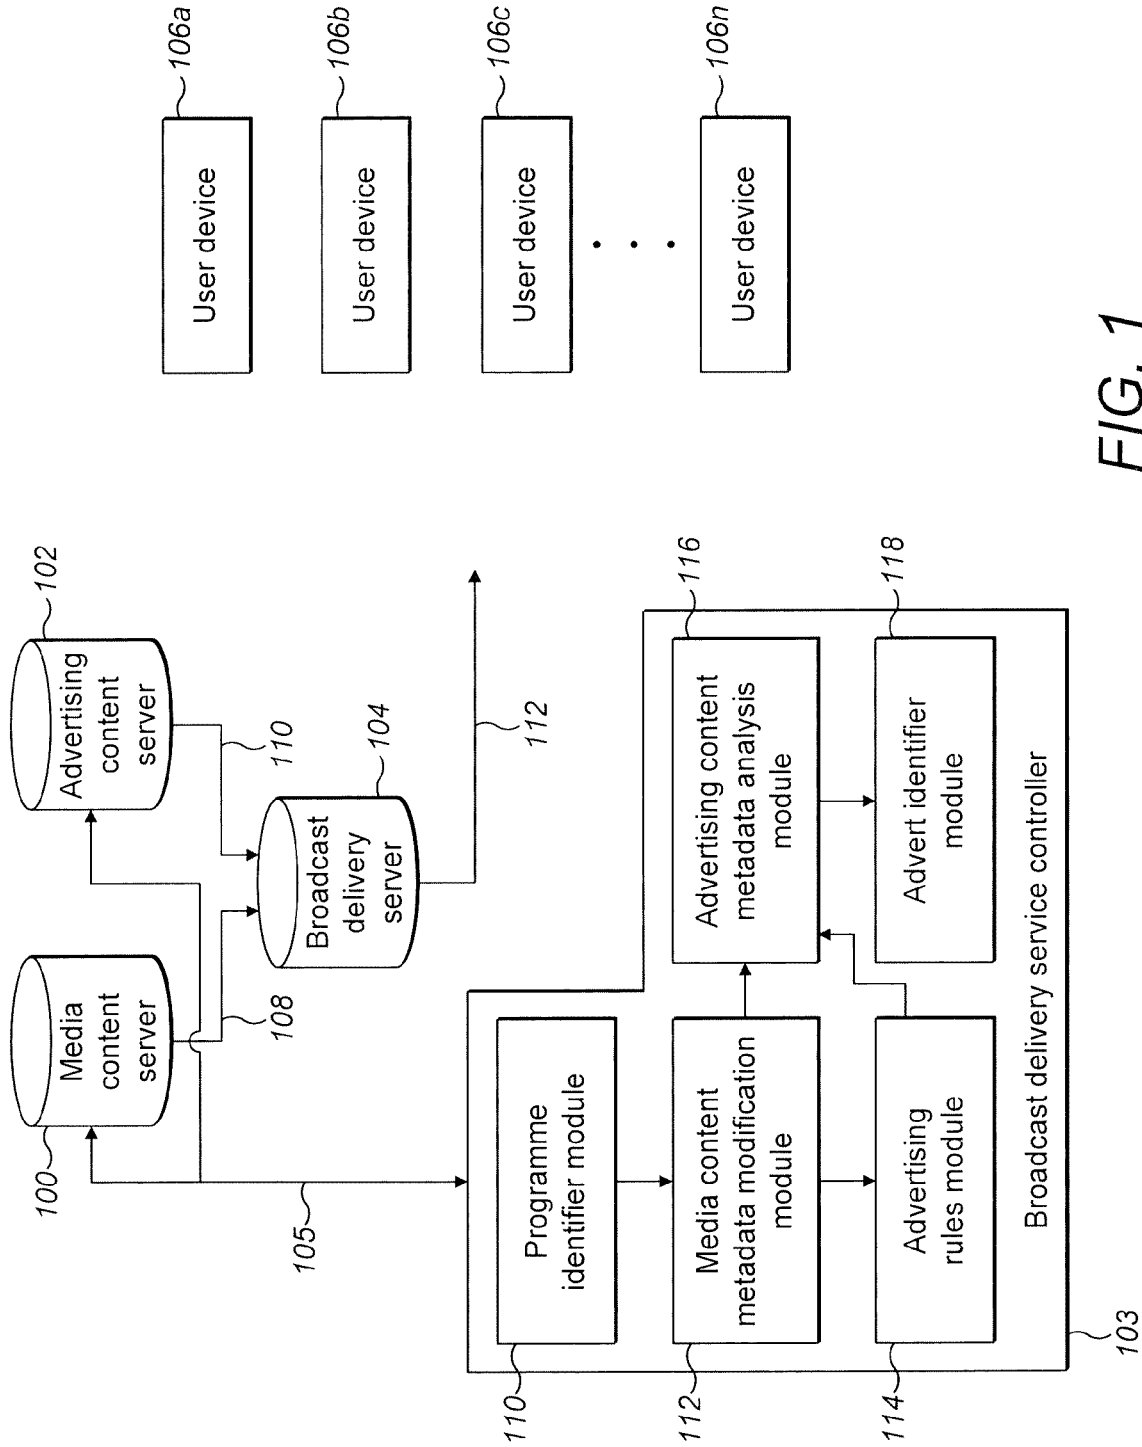 100
Media
content
server
102
Advertising
content
server
108
110
104
Broadcast
delivery
server
105
112
106a
User device
106b
User device
106c
User device
106n
User device
110
Programme
identifier module
112
Media content
metadata modification
module
116
Advertising content
metadata analysis
module
114
Advertising
rules module
118
Advert identifier
module
Broadcast delivery service controller
103
FIG. 1